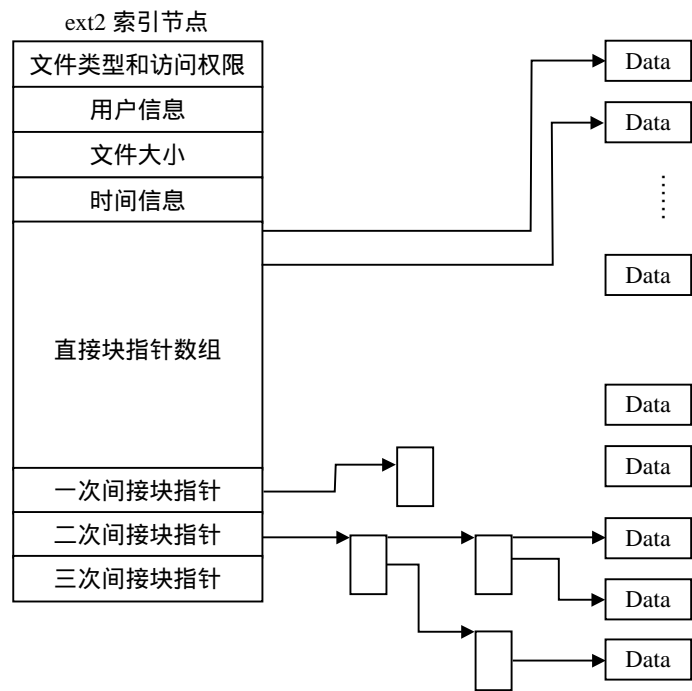 ext2 索引节点
文件类型和访问权限
用户信息
文件大小
时间信息
直接块指针数组
一次间接块指针
二次间接块指针
三次间接块指针
Data
Data
……
Data
Data
Data
Data
Data
Data